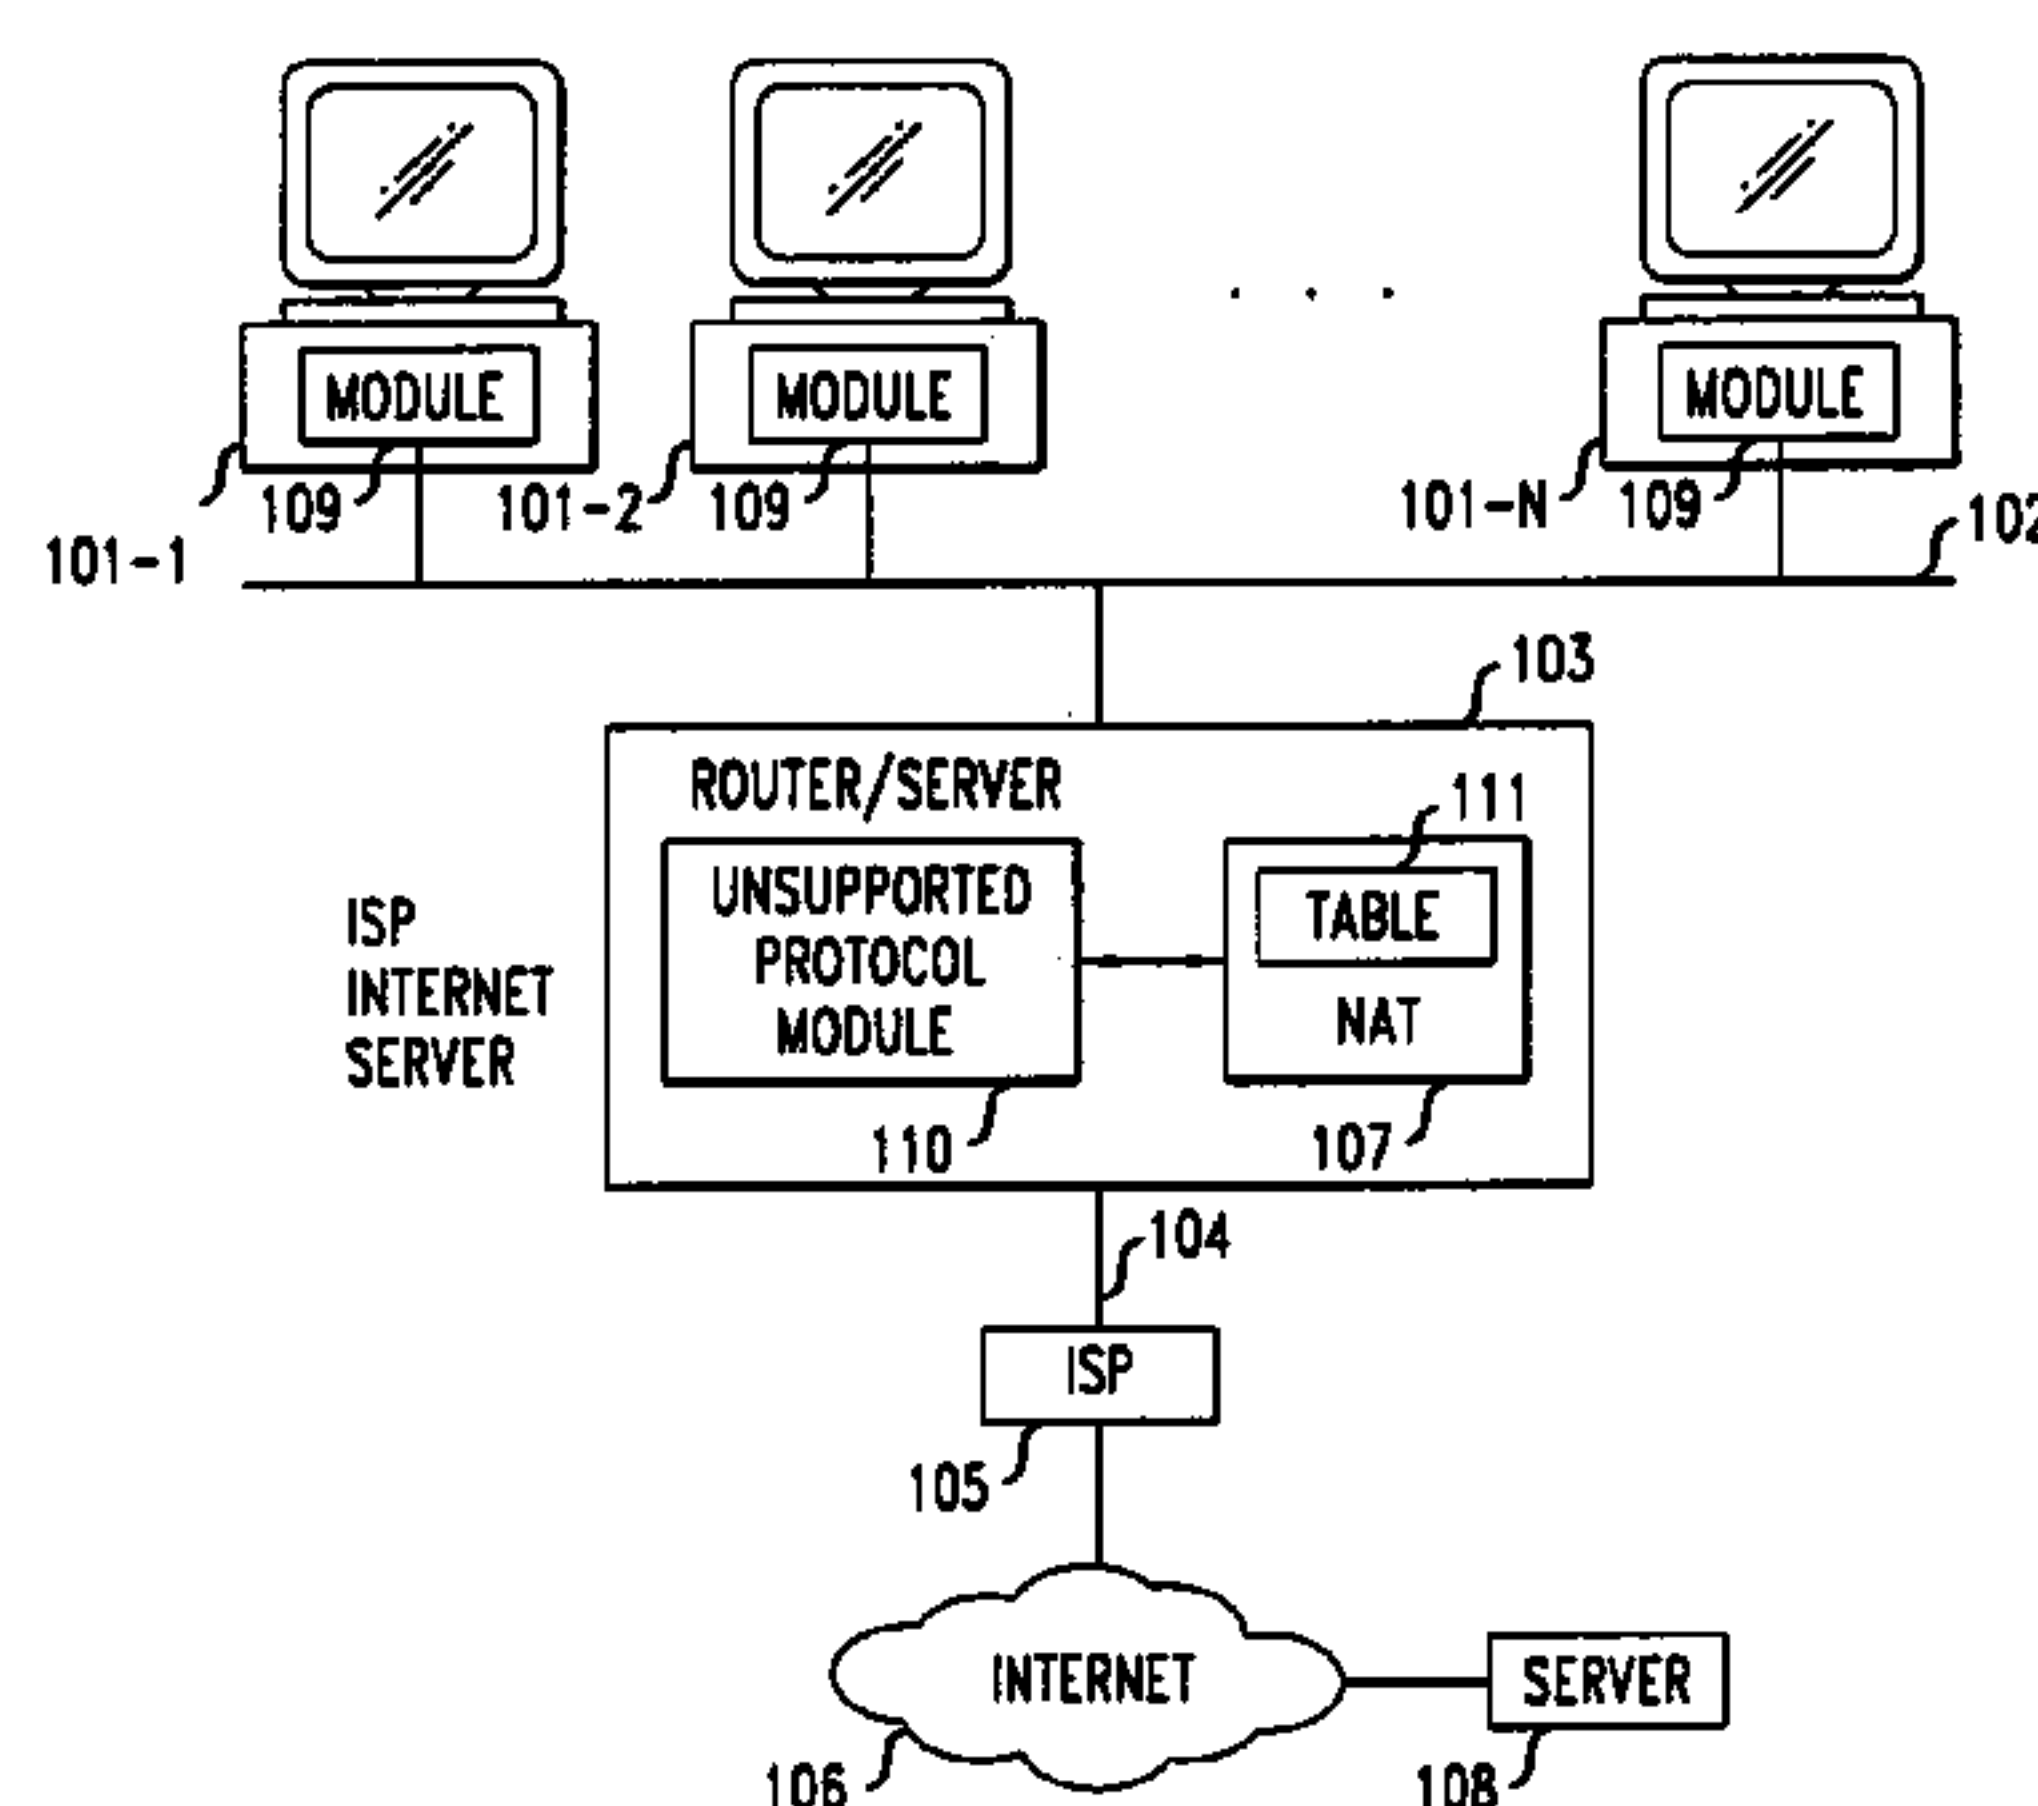 MODULE MODULE MODULE
109 101-2 109 101-N 109 102
101-1
103
ROUTER/SERVER
111
UNSUPPORTED
PROTOCOL
MODULE
TABLE
NAT
ISP
INTERNET
SERVER
110
107
104
ISP
105
INTERNET
SERVER
106
108